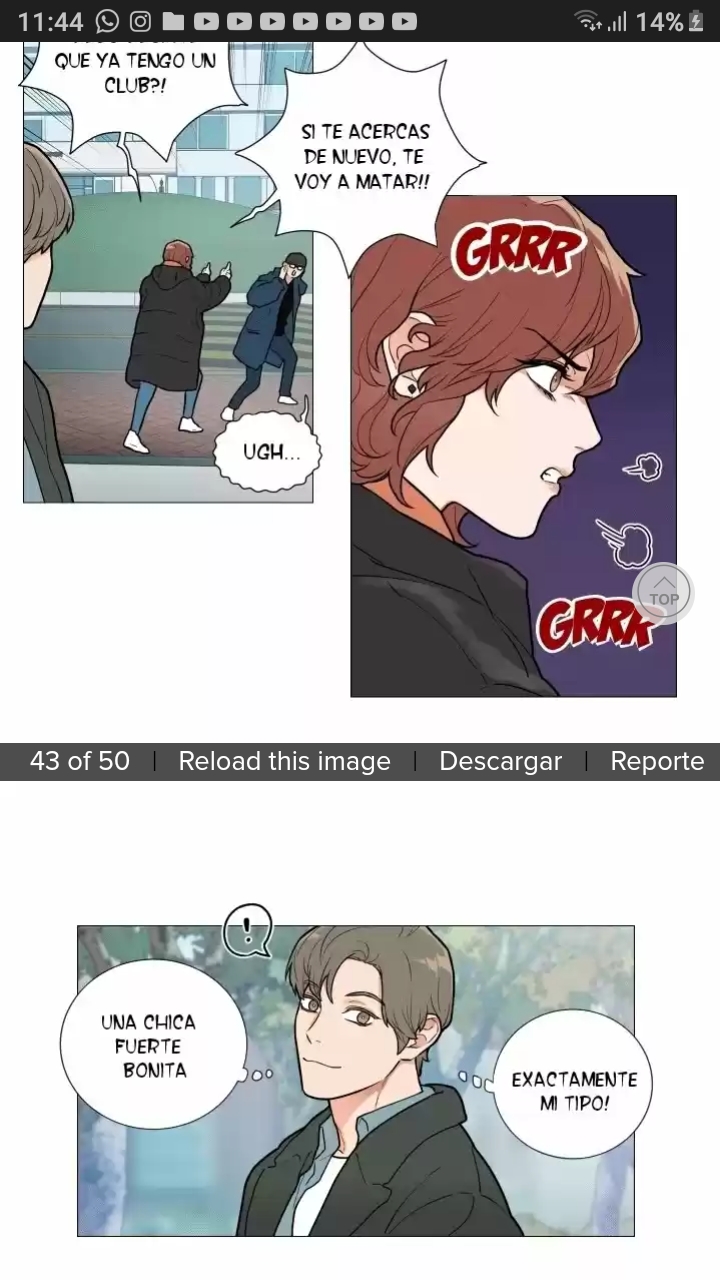 11:44
14%
QUE YA TENGO UN
CLUB?!
SI TE ACERCAS
DE NUEVO, TE
VOY A MATAR!!
GRRR
UGH...
TOP
GRRR
43 of 50 | Reload this image | Descargar | Reporte
!
UNA CHICA
FUERTE
BONITA
EXACTAMENTE
MI TIPO!